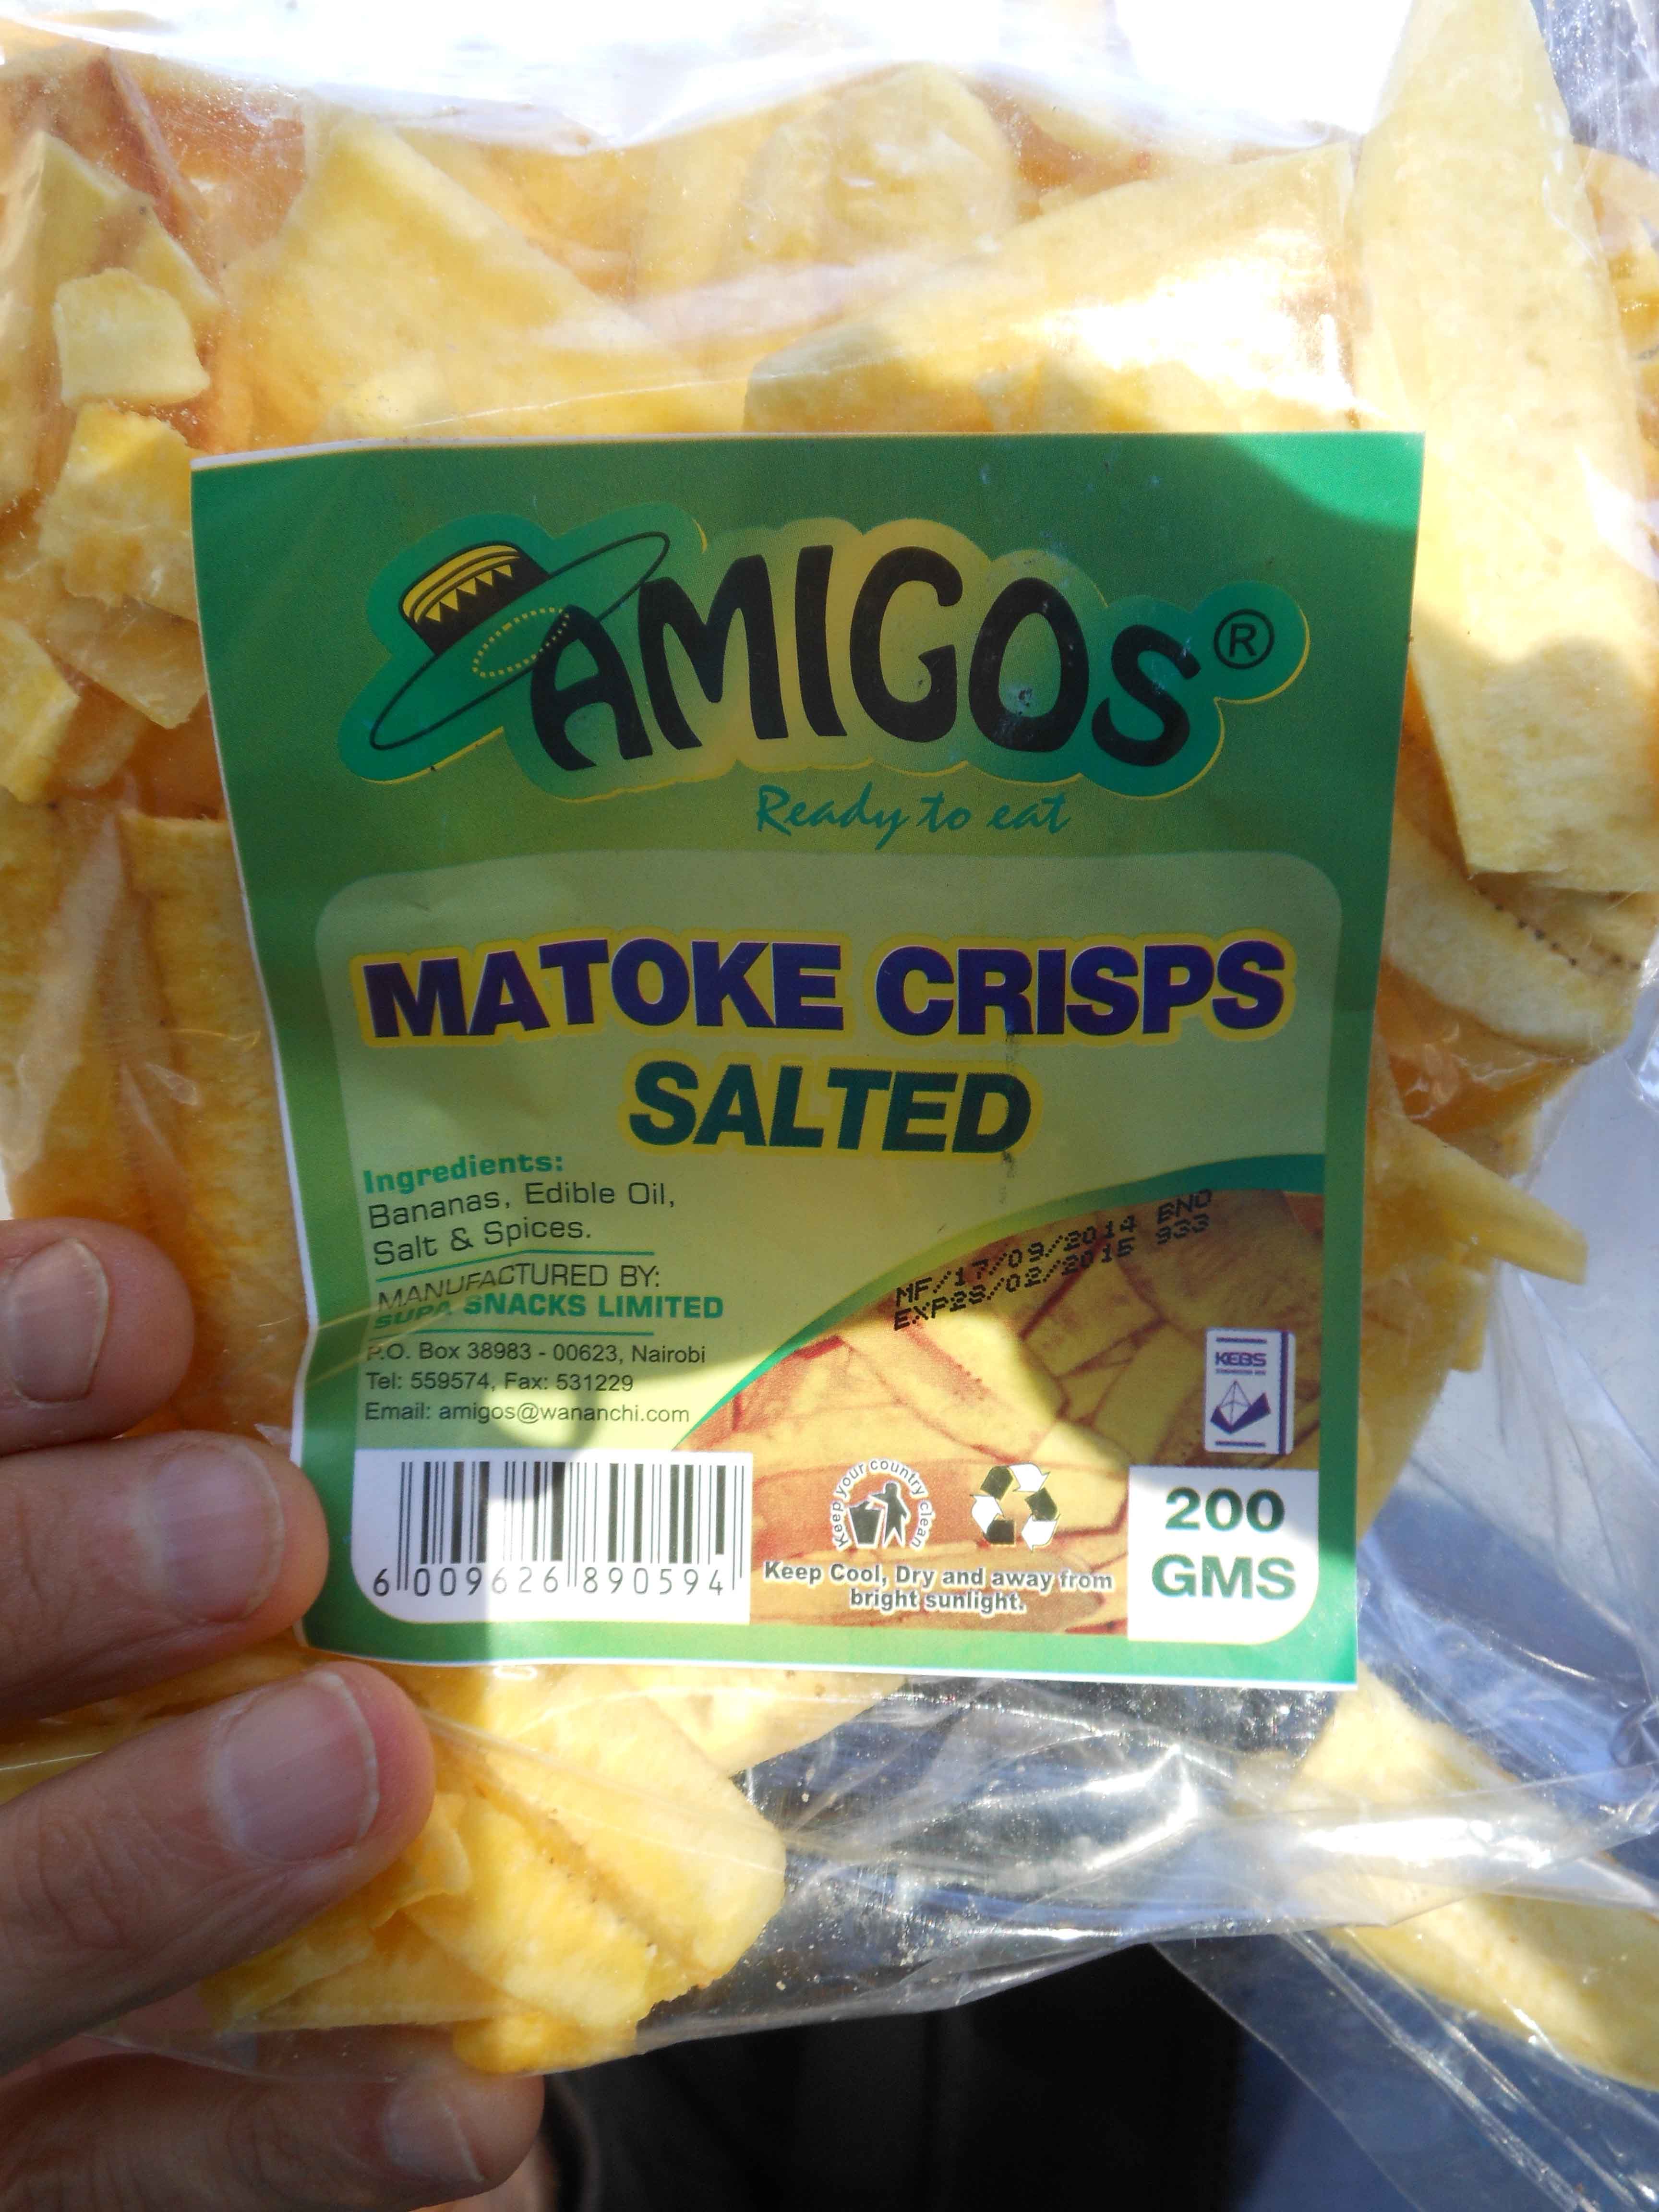 AMIGOS®
Ready to eat
MATOKE CRISPS
SALTED
Ingredients:
Bananas, Edible Oil,
Salt & Spices.
MANUFACTURED BY:
SUPA SNACKS LIMITED
P.O. Box 38983 - 00623, Nairobi
Tel: 559574, Fax: 531229
Email: amigos@wananchi.com
MF/17/09/2014 BNO
EXP28/02/2015 933
KEBS
6 009626 890594
Keep your country clean
Keep Cool, Dry and away from
bright sunlight.
200
GMS